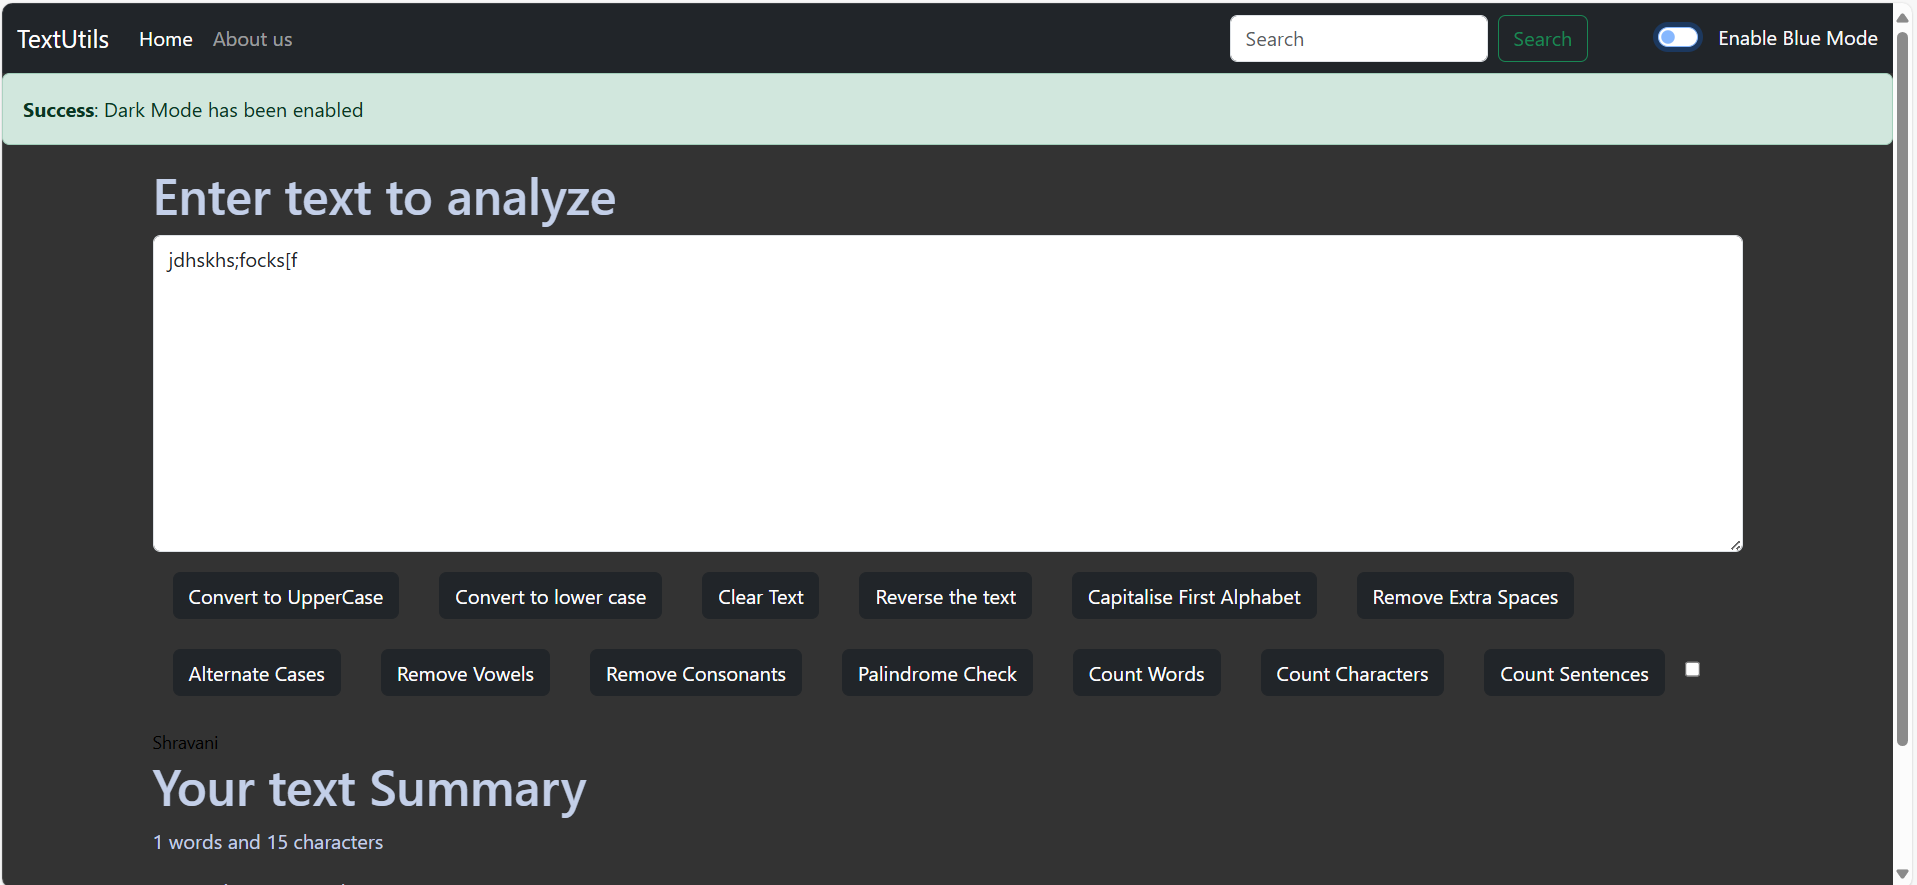 TextUtils Home About us Search Search Enable Blue Mode
Success: Dark Mode has been enabled
Enter text to analyze
jdhskhs;focks[f
Convert to UpperCase Convert to lower case Clear Text Reverse the text Capitalise First Alphabet Remove Extra Spaces
Alternate Cases Remove Vowels Remove Consonants Palindrome Check Count Words Count Characters Count Sentences
Shravani
Your text Summary
1 words and 15 characters